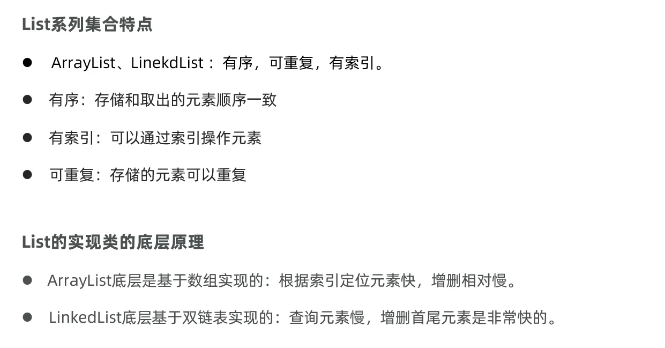 List系列集合特点
● ArrayList、LinekdList ：有序，可重复，有索引。
● 有序：存储和取出的元素顺序一致
● 有索引：可以通过索引操作元素
● 可重复：存储的元素可以重复
List的实现类的底层原理
● ArrayList底层是基于数组实现的：根据索引定位元素快，增删相对慢。
● LinkedList底层基于双链表实现的：查询元素慢，增删首尾元素是非常快的。